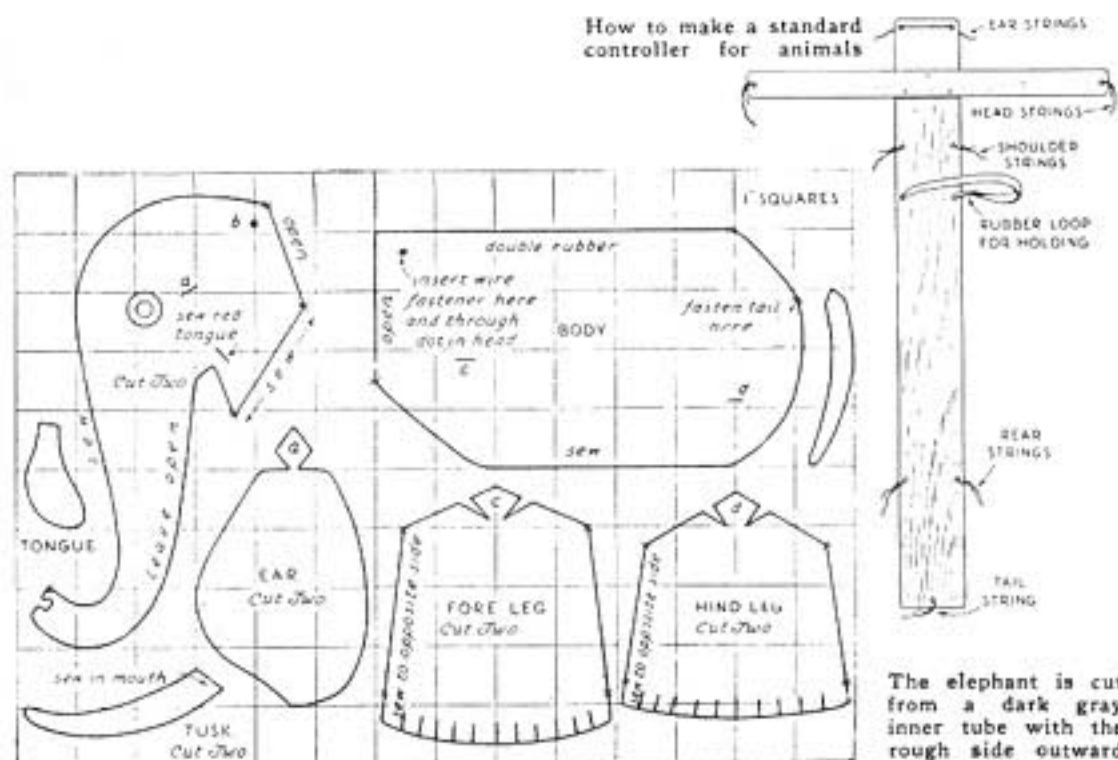 How to make a standard
controller for animals
EAR STRINGS
HEAD STRINGS
SHOULDER
STRINGS
RUBBER LOOP
FOR HOLDING
REAR
STRINGS
TAIL
STRING
1" SQUARES
b
open
a
sew red
tongue
Cut Two
sew
sew
Leave open
TONGUE
double rubber
insert wire
fastener here
and through
dot in head
open
c
BODY
fasten tail
here
d
sew
a
EAR
Cut Two
c
FORE LEG
Cut Two
sew to opposite side
d
HIND LEG
Cut Two
sew to opposite side
sew in mouth
TUSK
Cut Two
The elephant is cut
from a dark gray
inner tube with the
rough side outward